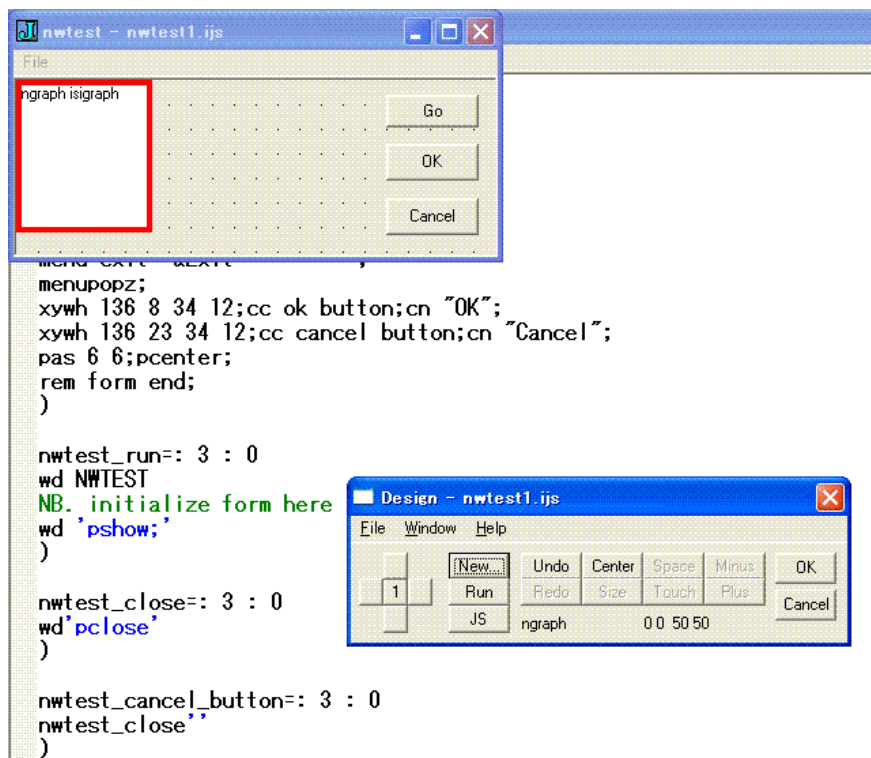 nwtest - nwtest1.ijs
File
ngraph isigraph
Go
OK
Cancel
menupopz;
xywh 136 8 34 12;cc ok button;cn "OK";
xywh 136 23 34 12;cc cancel button;cn "Cancel";
pas 6 6;pcenter;
rem form end;
)
nwtest_run=: 3 : 0
wd NWTEST
NB. initialize form here
wd 'pshow;'
)
nwtest_close=: 3 : 0
wd'pclose'
)
nwtest_cancel_button=: 3 : 0
nwtest_close''
)
Design - nwtest1.ijs
File Window Help
1
New... Undo Center Space Minus OK
Run Redo Size Touch Plus Cancel
JS ngraph 0 0 50 50